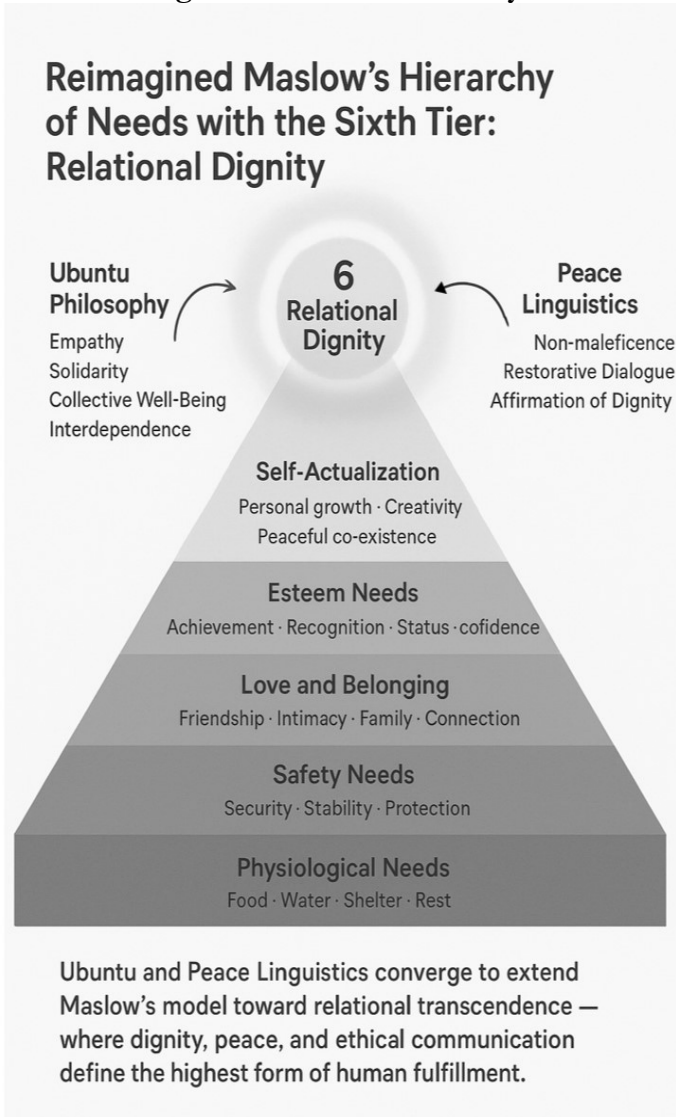 Reimagined Maslow's Hierarchy
of Needs with the Sixth Tier:
Relational Dignity
Ubuntu
Philosophy
Empathy
Solidarity
Collective Well-Being
Interdependence
6
Relational
Dignity
Peace
Linguistics
Non-maleficence
Restorative Dialogue
Affirmation of Dignity
Self-Actualization
Personal growth · Creativity
Peaceful co-existence
Esteem Needs
Achievement · Recognition · Status · cofidence
Love and Belonging
Friendship · Intimacy · Family · Connection
Safety Needs
Security · Stability · Protection
Physiological Needs
Food · Water · Shelter · Rest
Ubuntu and Peace Linguistics converge to extend
Maslow's model toward relational transcendence —
where dignity, peace, and ethical communication
define the highest form of human fulfillment.